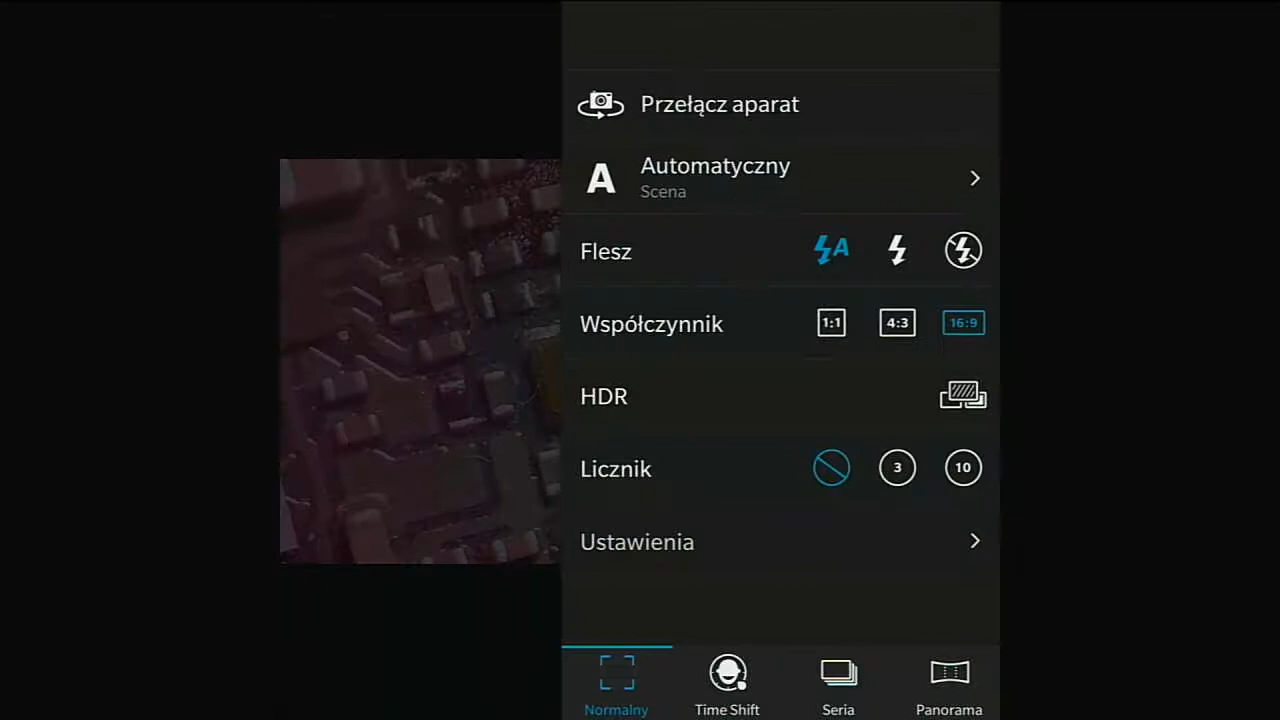 Przełącz aparat
A Automatyczny
Scena
Flesz A
Współczynnik 1:1 4:3 16:9
HDR
Licznik 3 10
Ustawienia
Normalny Time Shift Seria Panorama